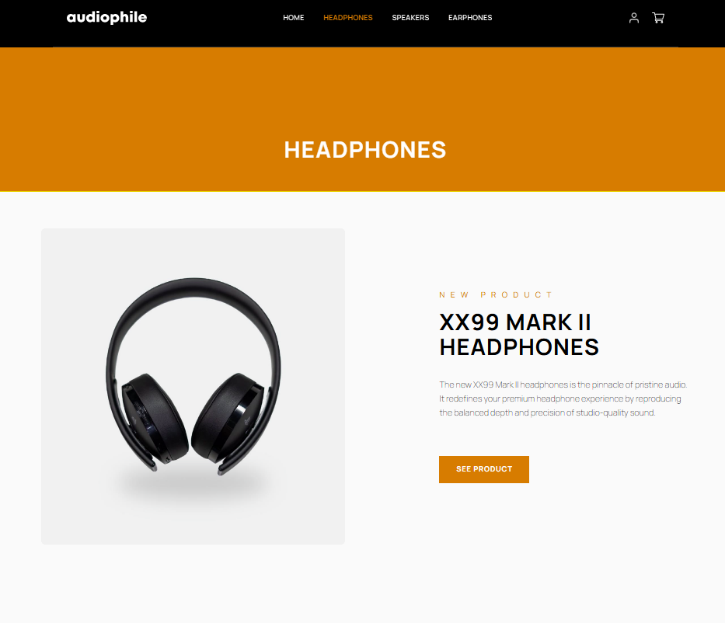 audiophile HOME HEADPHONES SPEAKERS EARPHONES
HEADPHONES
NEW PRODUCT
XX99 MARK II
HEADPHONES
The new XX99 Mark II headphones is the pinnacle of pristine audio.
It redefines your premium headphone experience by reproducing
the balanced depth and precision of studio-quality sound.
SEE PRODUCT